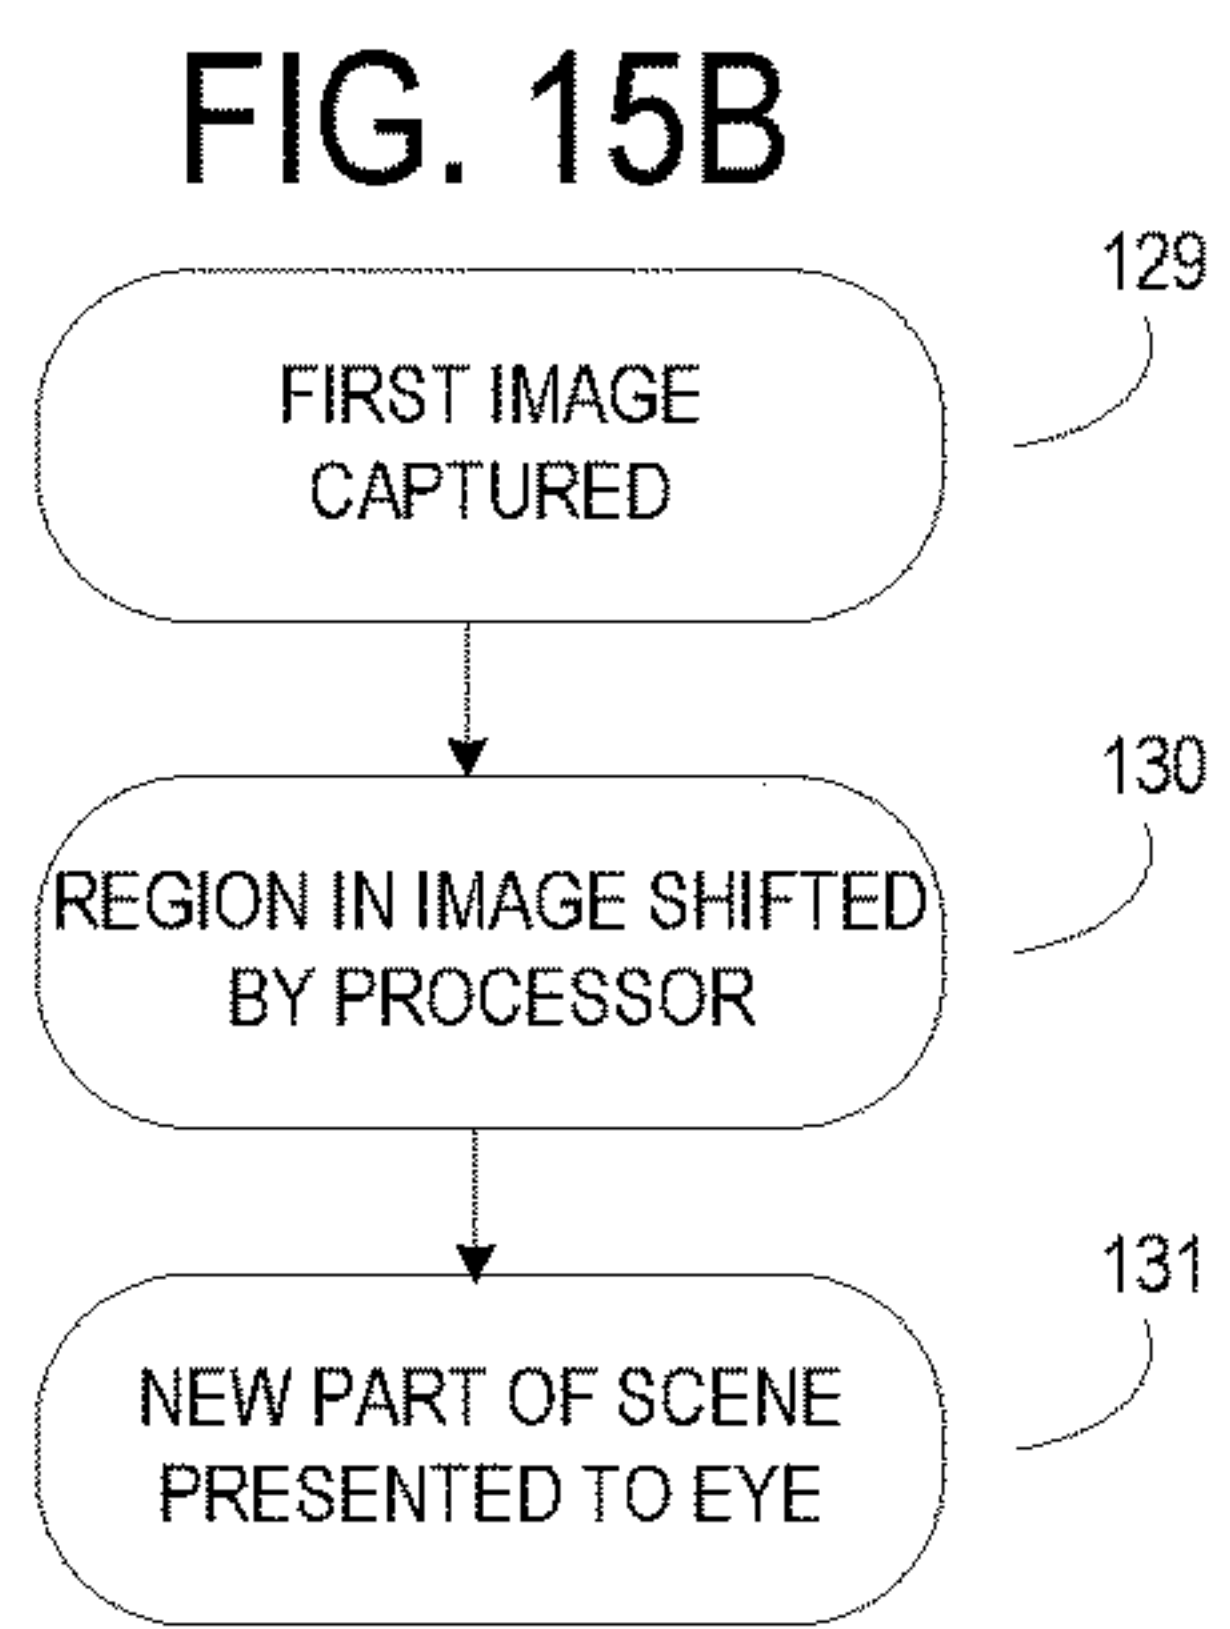 FIG. 15B
129
FIRST IMAGE
CAPTURED
130
REGION IN IMAGE SHIFTED
BY PROCESSOR
131
NEW PART OF SCENE
PRESENTED TO EYE